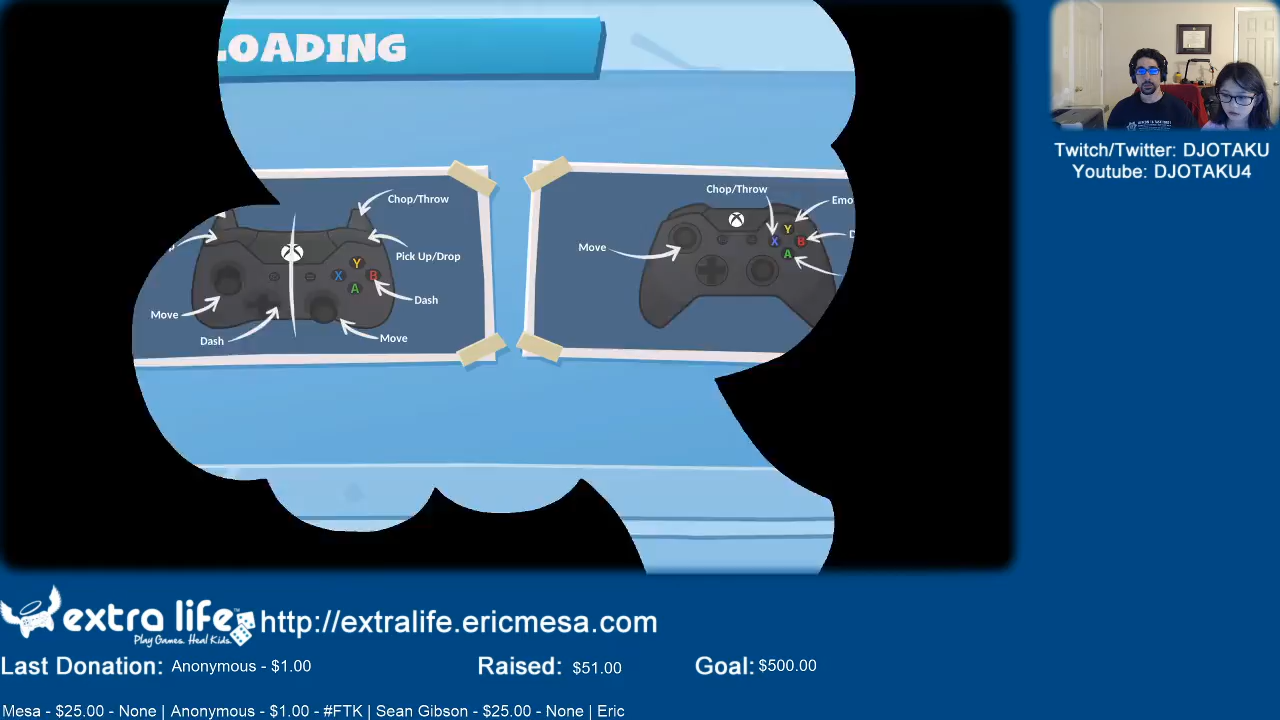 OADING
Chop/Throw
Pick Up/Drop
Move
Dash
Dash
Move
X
Y
B
A
Chop/Throw
Move
Emo
D
Y
X
B
A
Twitch/Twitter: DJOTAKU
Youtube: DJOTAKU4
extra life
Play Games. Heal Kids.
http://extralife.ericmesa.com
Last Donation: Anonymous - $1.00
Raised: $51.00
Goal: $500.00
Mesa - $25.00 - None | Anonymous - $1.00 - #FTK | Sean Gibson - $25.00 - None | Eric